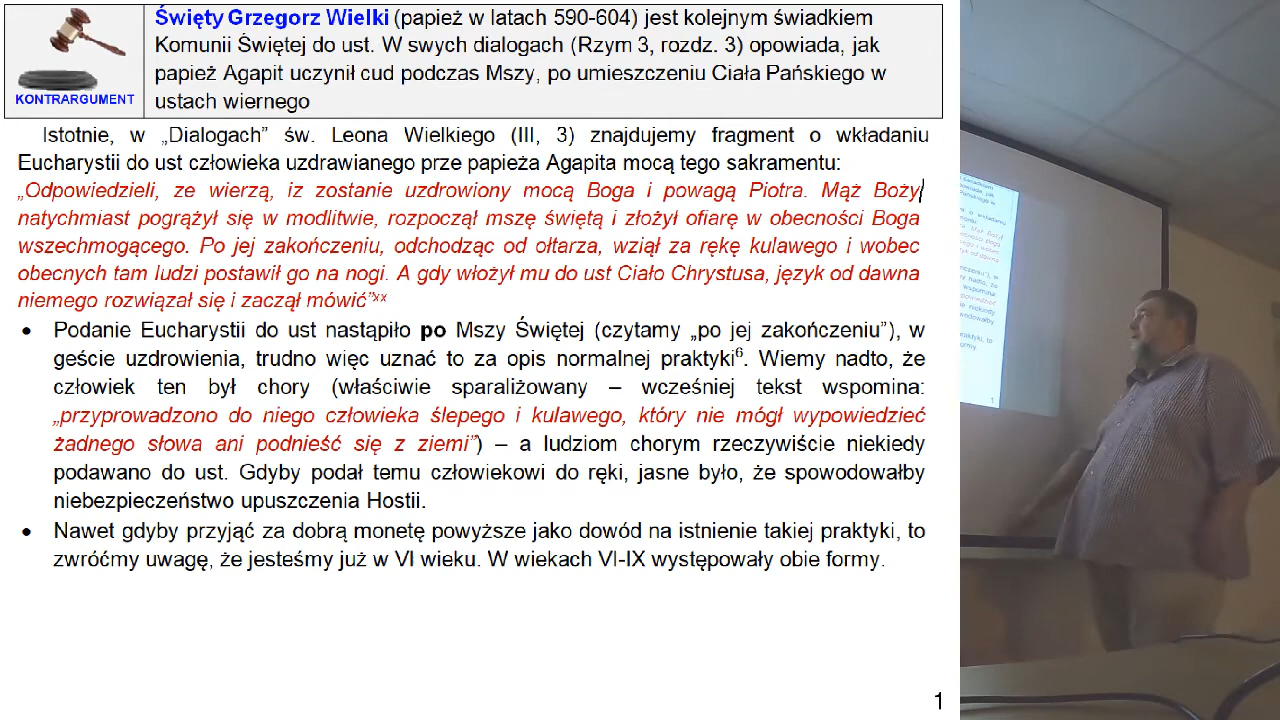 Święty Grzegorz Wielki (papież w latach 590-604) jest kolejnym świadkiem
Komunii Świętej do ust. W swych dialogach (Rzym 3, rozdz. 3) opowiada, jak
papież Agapit uczynił cud podczas Mszy, po umieszczeniu Ciała Pańskiego w
ustach wiernego
KONTRARGUMENT
Istotnie, w „Dialogach” św. Leona Wielkiego (III, 3) znajdujemy fragment o wkładaniu
Eucharystii do ust człowieka uzdrawianego prze papieża Agapita mocą tego sakramentu:
„Odpowiedzieli, ze wierzą, iz zostanie uzdrowiony mocą Boga i powagą Piotra. Mąż Boży
natychmiast pogrążył się w modlitwie, rozpoczął mszę świętą i złożył ofiarę w obecności Boga
wszechmogącego. Po jej zakończeniu, odchodząc od ołtarza, wziął za rękę kulawego i wobec
obecnych tam ludzi postawił go na nogi. A gdy włożył mu do ust Ciało Chrystusa, język od dawna
niemego rozwiązał się i zaczął mówić”xx
• Podanie Eucharystii do ust nastąpiło po Mszy Świętej (czytamy „po jej zakończeniu”), w
geście uzdrowienia, trudno więc uznać to za opis normalnej praktyki6. Wiemy nadto, że
człowiek ten był chory (właściwie sparaliżowany – wcześniej tekst wspomina:
„przyprowadzono do niego człowieka ślepego i kulawego, który nie mógł wypowiedzieć
żadnego słowa ani podnieść się z ziemi”) – a ludziom chorym rzeczywiście niekiedy
podawano do ust. Gdyby podał temu człowiekowi do ręki, jasne było, że spowodowałby
niebezpieczeństwo upuszczenia Hostii.
• Nawet gdyby przyjąć za dobrą monetę powyższe jako dowód na istnienie takiej praktyki, to
zwróćmy uwagę, że jesteśmy już w VI wieku. W wiekach VI-IX występowały obie formy.
1